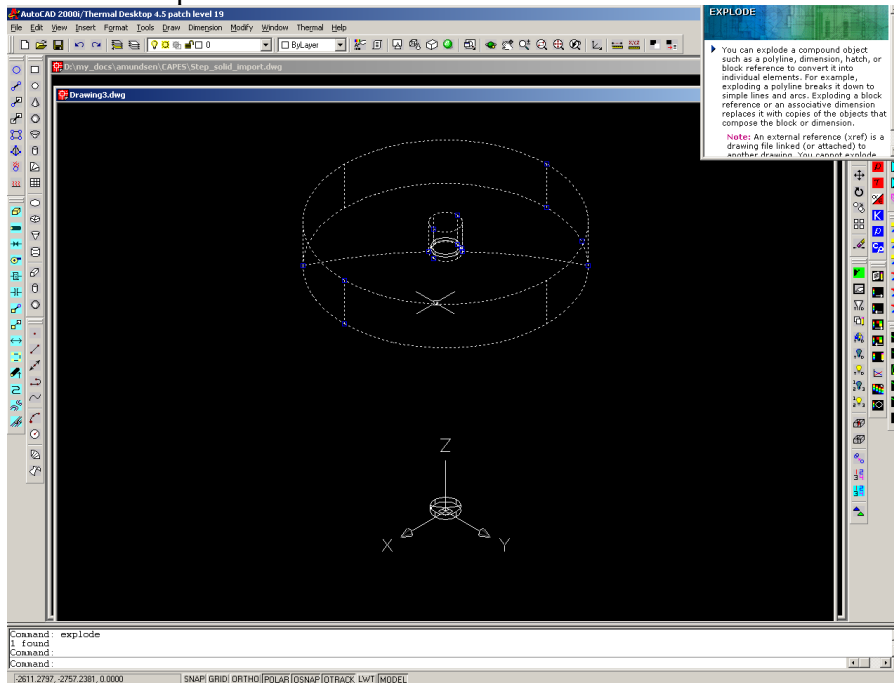 AutoCAD 2000i/Thermal Desktop 4.5 patch level 19
File Edit View Insert Format Tools Draw Dimension Modify Window Thermal Help
0 ByLayer
D:\my_docs\amundsen\CAPES\Step_solid_import.dwg
Drawing3.dwg
EXPLODE
You can explode a compound object
such as a polyline, dimension, hatch, or
block reference to convert it into
individual elements. For example,
exploding a polyline breaks it down to
simple lines and arcs. Exploding a block
reference or an associative dimension
replaces it with copies of the objects that
compose the block or dimension.
Note: An external reference (xref) is a
drawing file linked (or attached) to
another drawing. You cannot explode
Z
X
Y
Command: explode
1 found
Command:
Command:
-2611.2797, -2757.2381, 0.0000 SNAP GRID ORTHO POLAR OSNAP OTRACK LWT MODEL